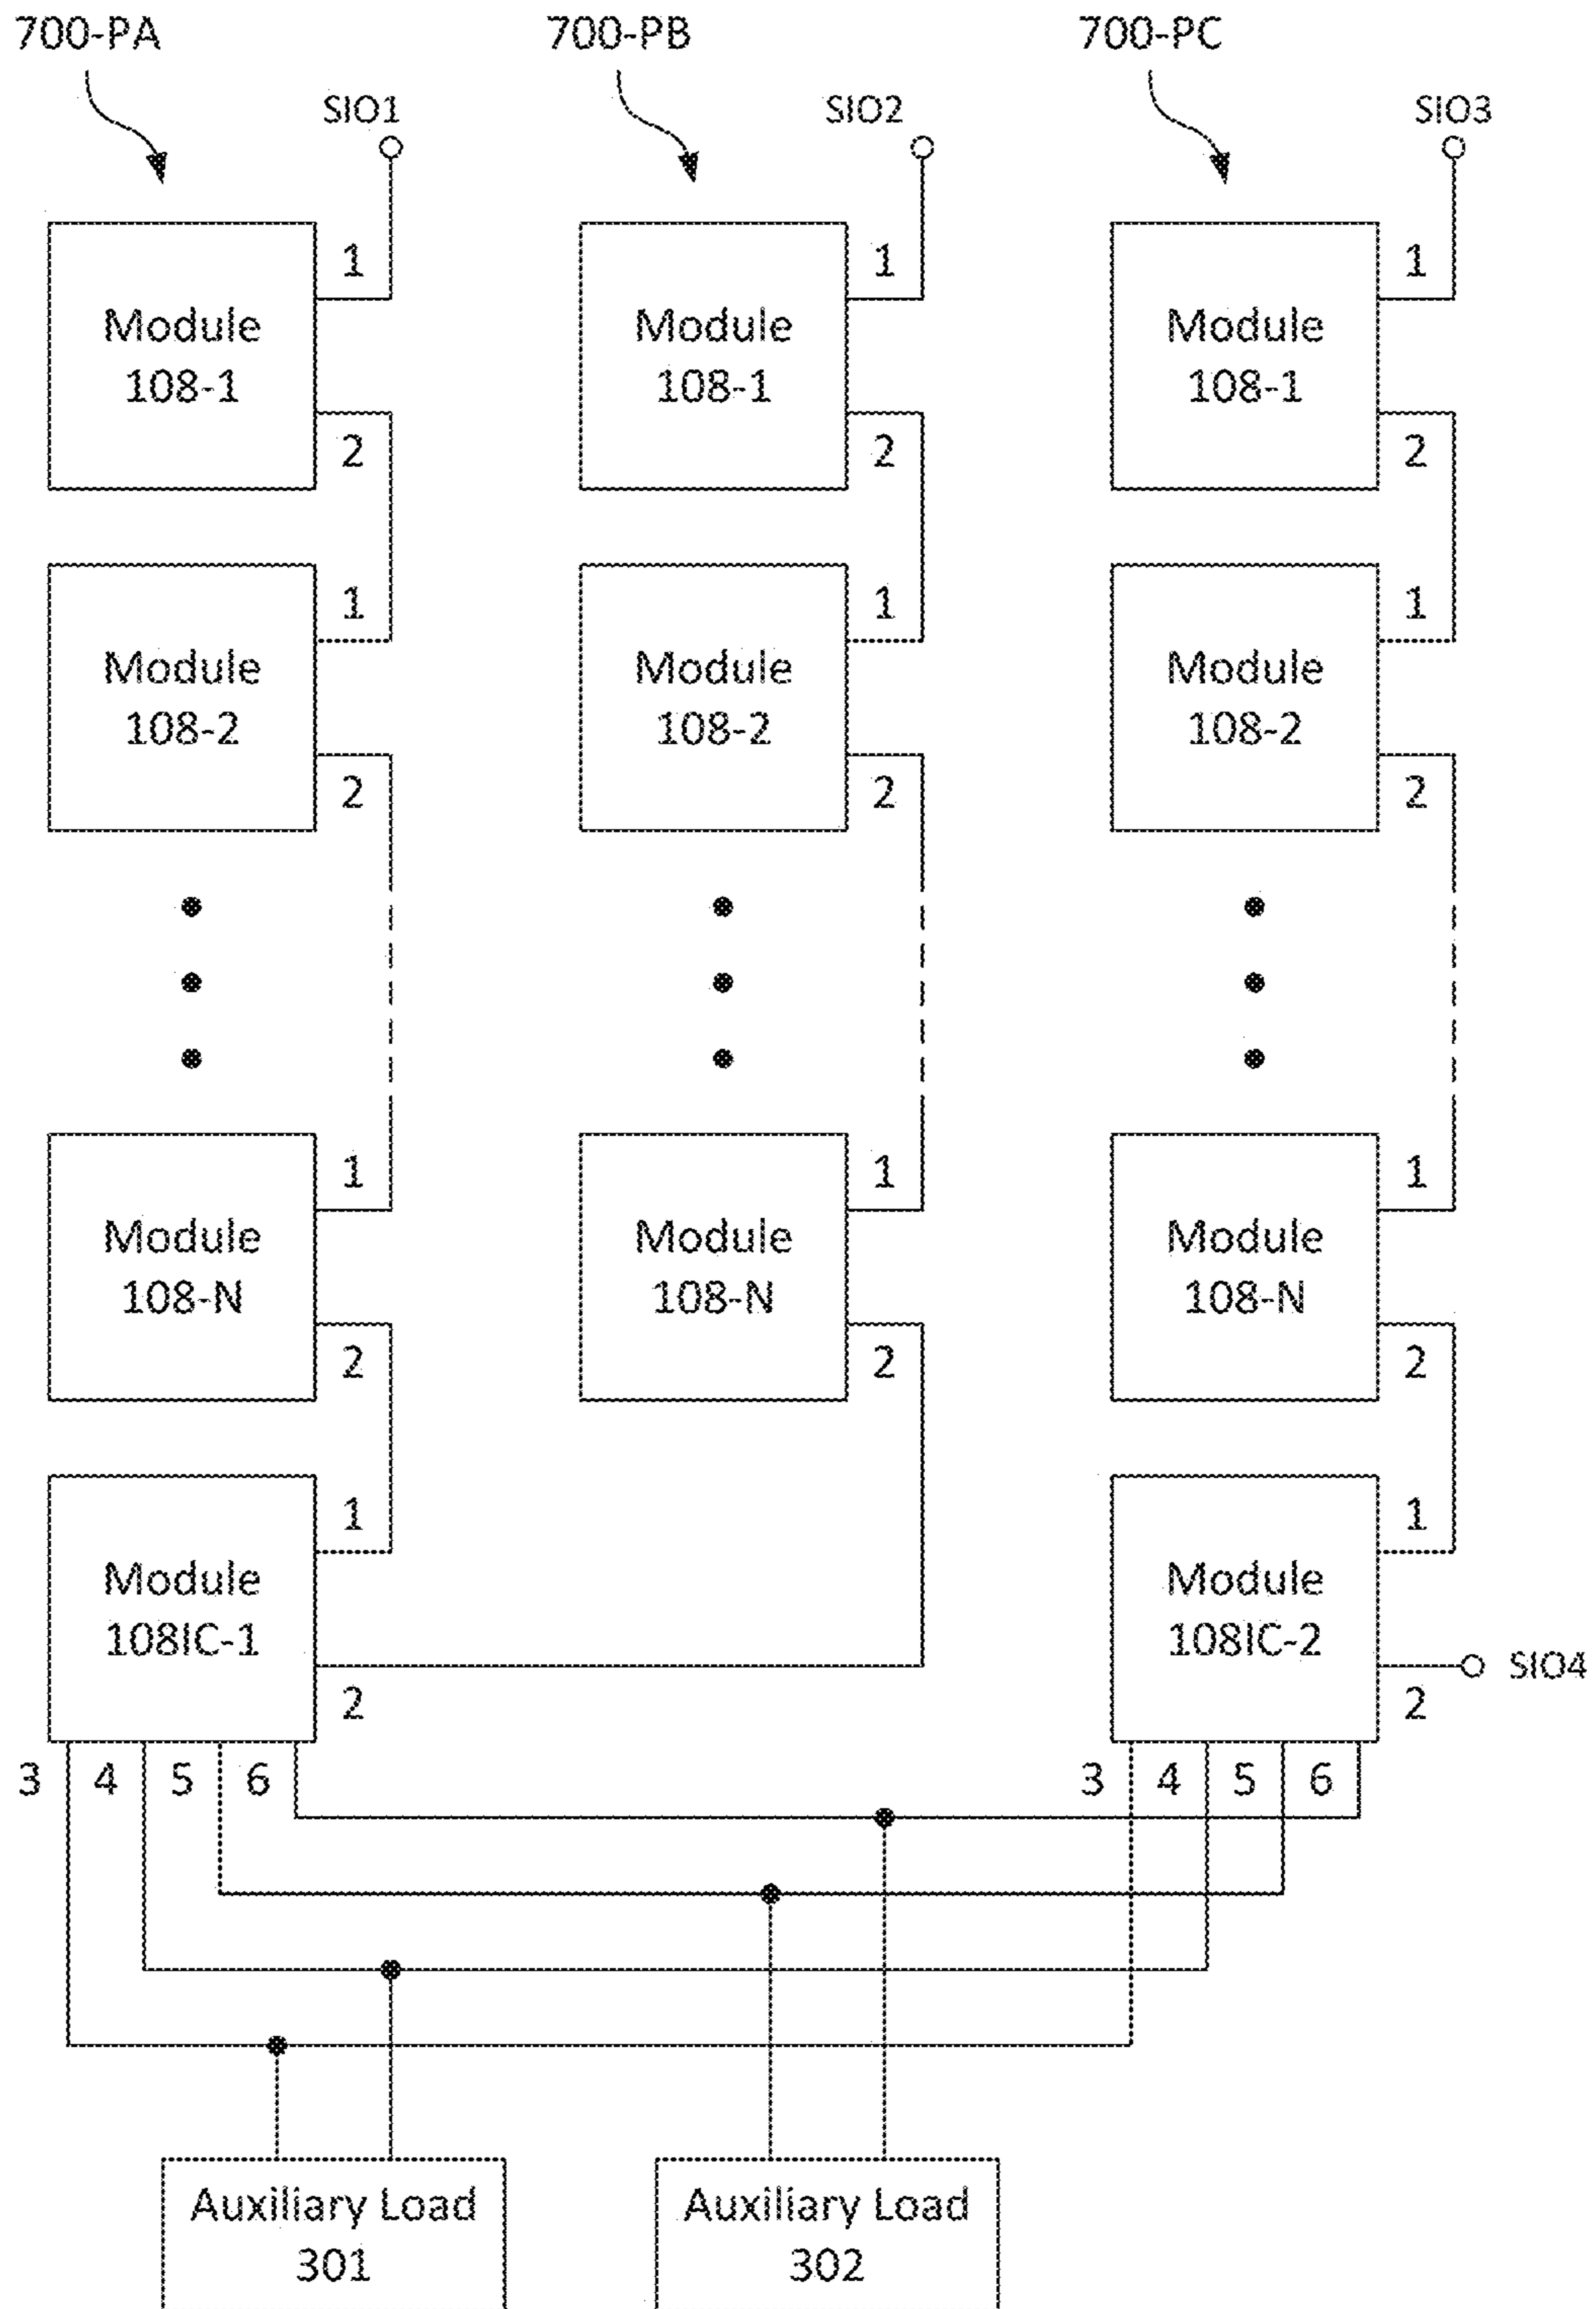 700-PA 700-PB 700-PC
SIO1 SIO2 SIO3
1 1 1
Module Module Module
108-1 108-1 108-1
2 2 2
1 1 1
Module Module Module
108-2 108-2 108-2
2 2 2
1 1 1
Module Module Module
108-N 108-N 108-N
2 2 2
1 1
Module Module
108IC-1 108IC-2
SIO4
2 2
3 4 5 6 3 4 5 6
Auxiliary Load Auxiliary Load
301 302